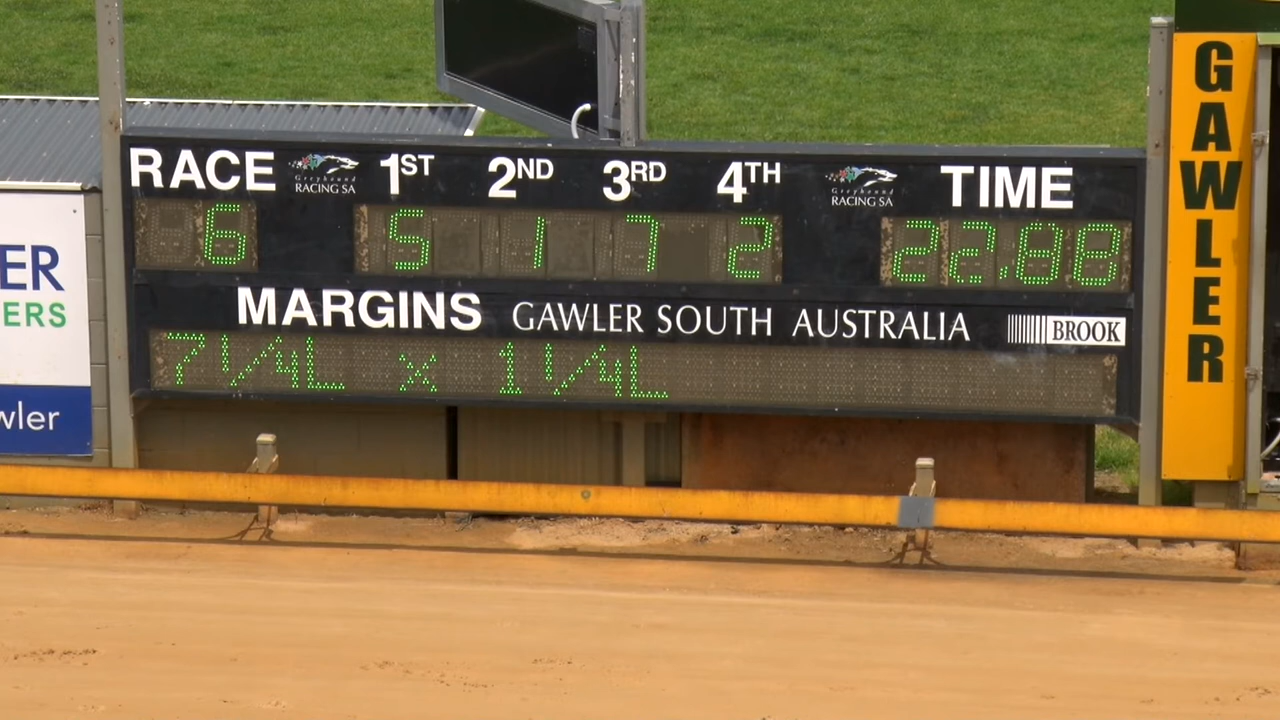 RACE Greyhound RACING SA 1ST 2ND 3RD 4TH Greyhound RACING SA TIME
6 5 1 7 2 22.88
MARGINS GAWLER SOUTH AUSTRALIA BROOK
7 1/4L x 1 1/4L
GAWLER
ER
ERS
wler